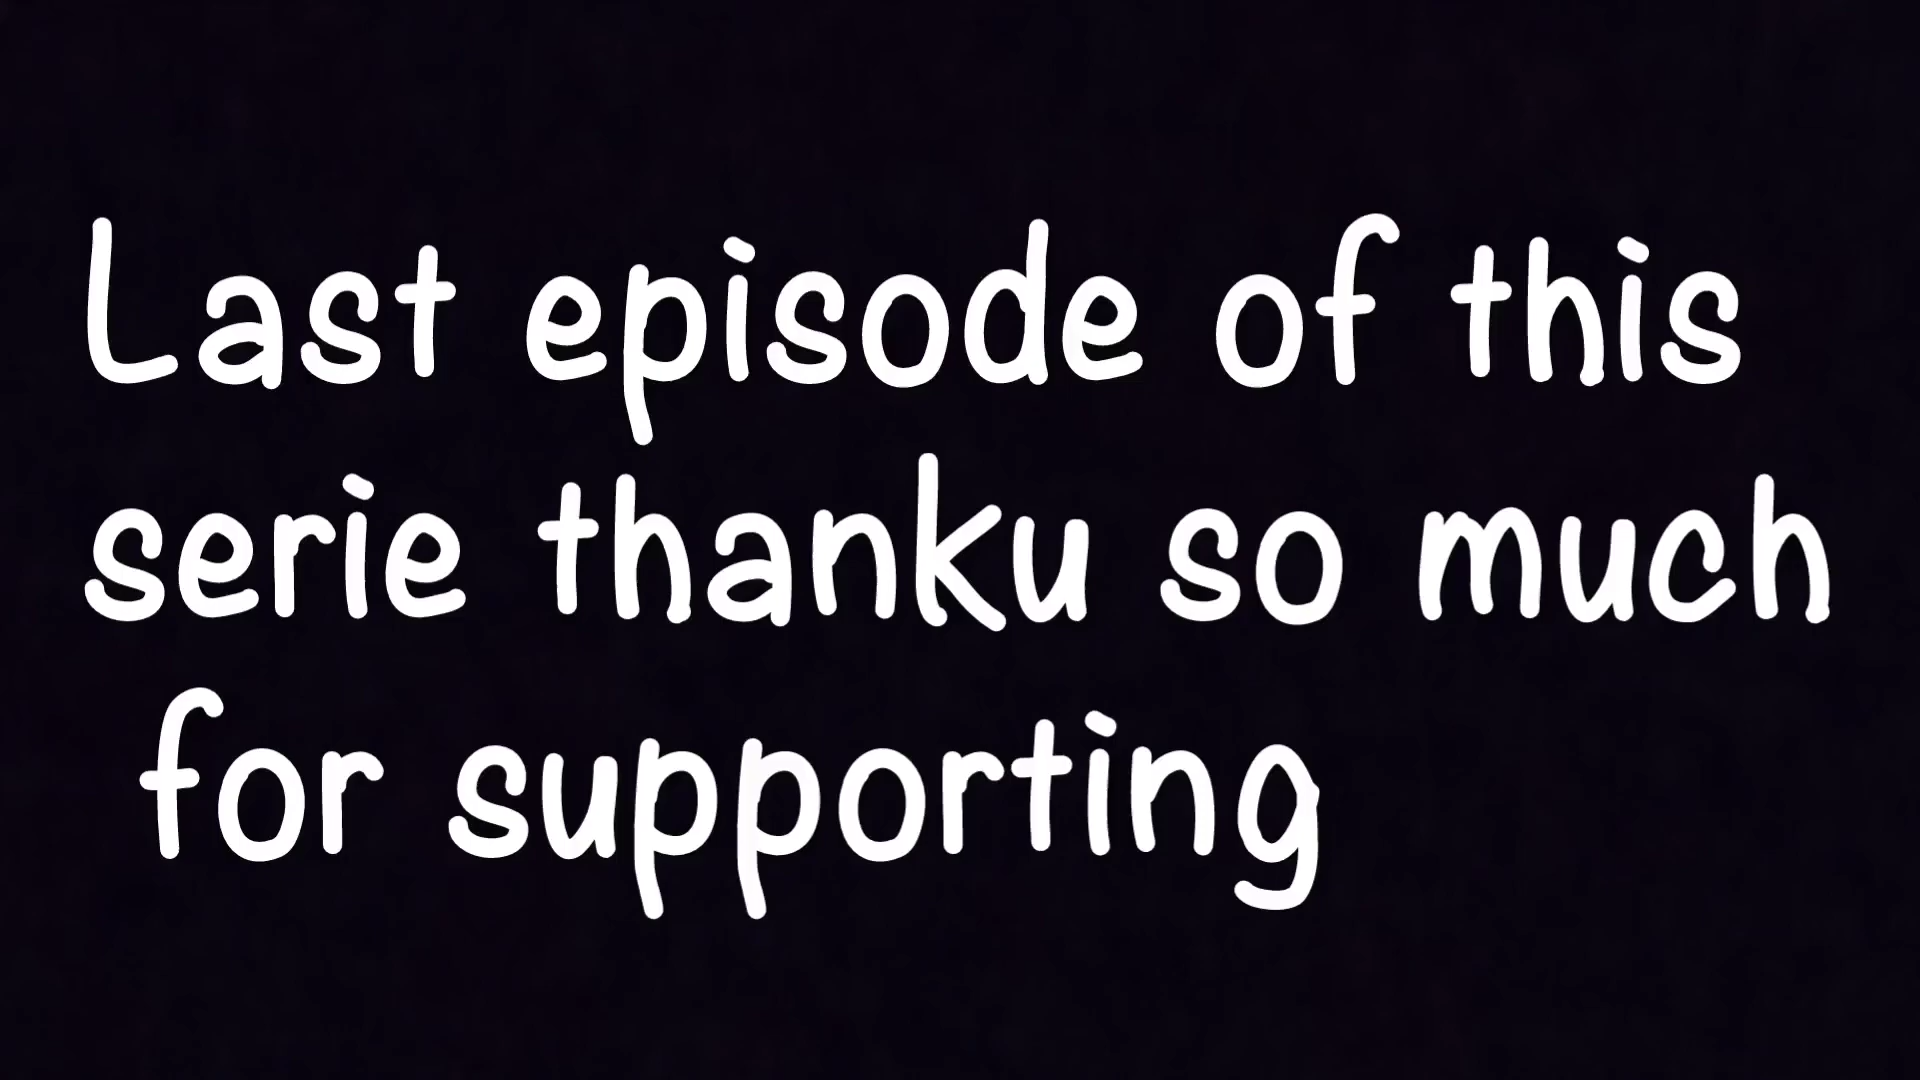 Last episode of this
serie thanku so much
for supporting